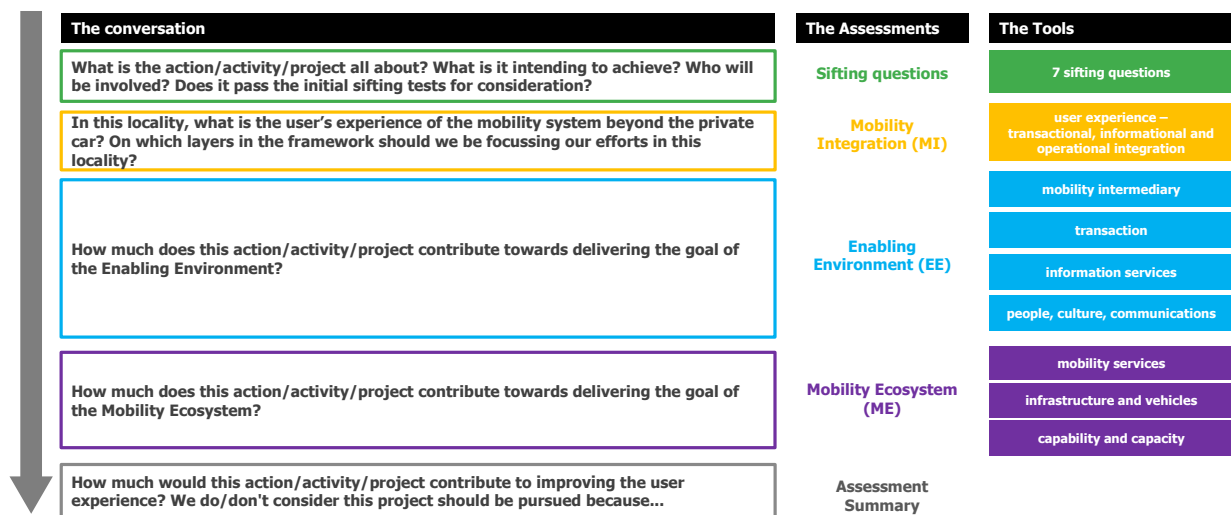 The conversation
The Assessments
The Tools
What is the action/activity/project all about? What is it intending to achieve? Who will
be involved? Does it pass the initial sifting tests for consideration?
Sifting questions
7 sifting questions
In this locality, what is the user’s experience of the mobility system beyond the private
car? On which layers in the framework should we be focussing our efforts in this
locality?
Mobility
Integration (MI)
user experience –
transactional, informational and
operational integration
How much does this action/activity/project contribute towards delivering the goal of
the Enabling Environment?
Enabling
Environment (EE)
mobility intermediary
transaction
information services
people, culture, communications
How much does this action/activity/project contribute towards delivering the goal of
the Mobility Ecosystem?
Mobility Ecosystem
(ME)
mobility services
infrastructure and vehicles
capability and capacity
How much would this action/activity/project contribute to improving the user
experience? We do/don't consider this project should be pursued because...
Assessment
Summary